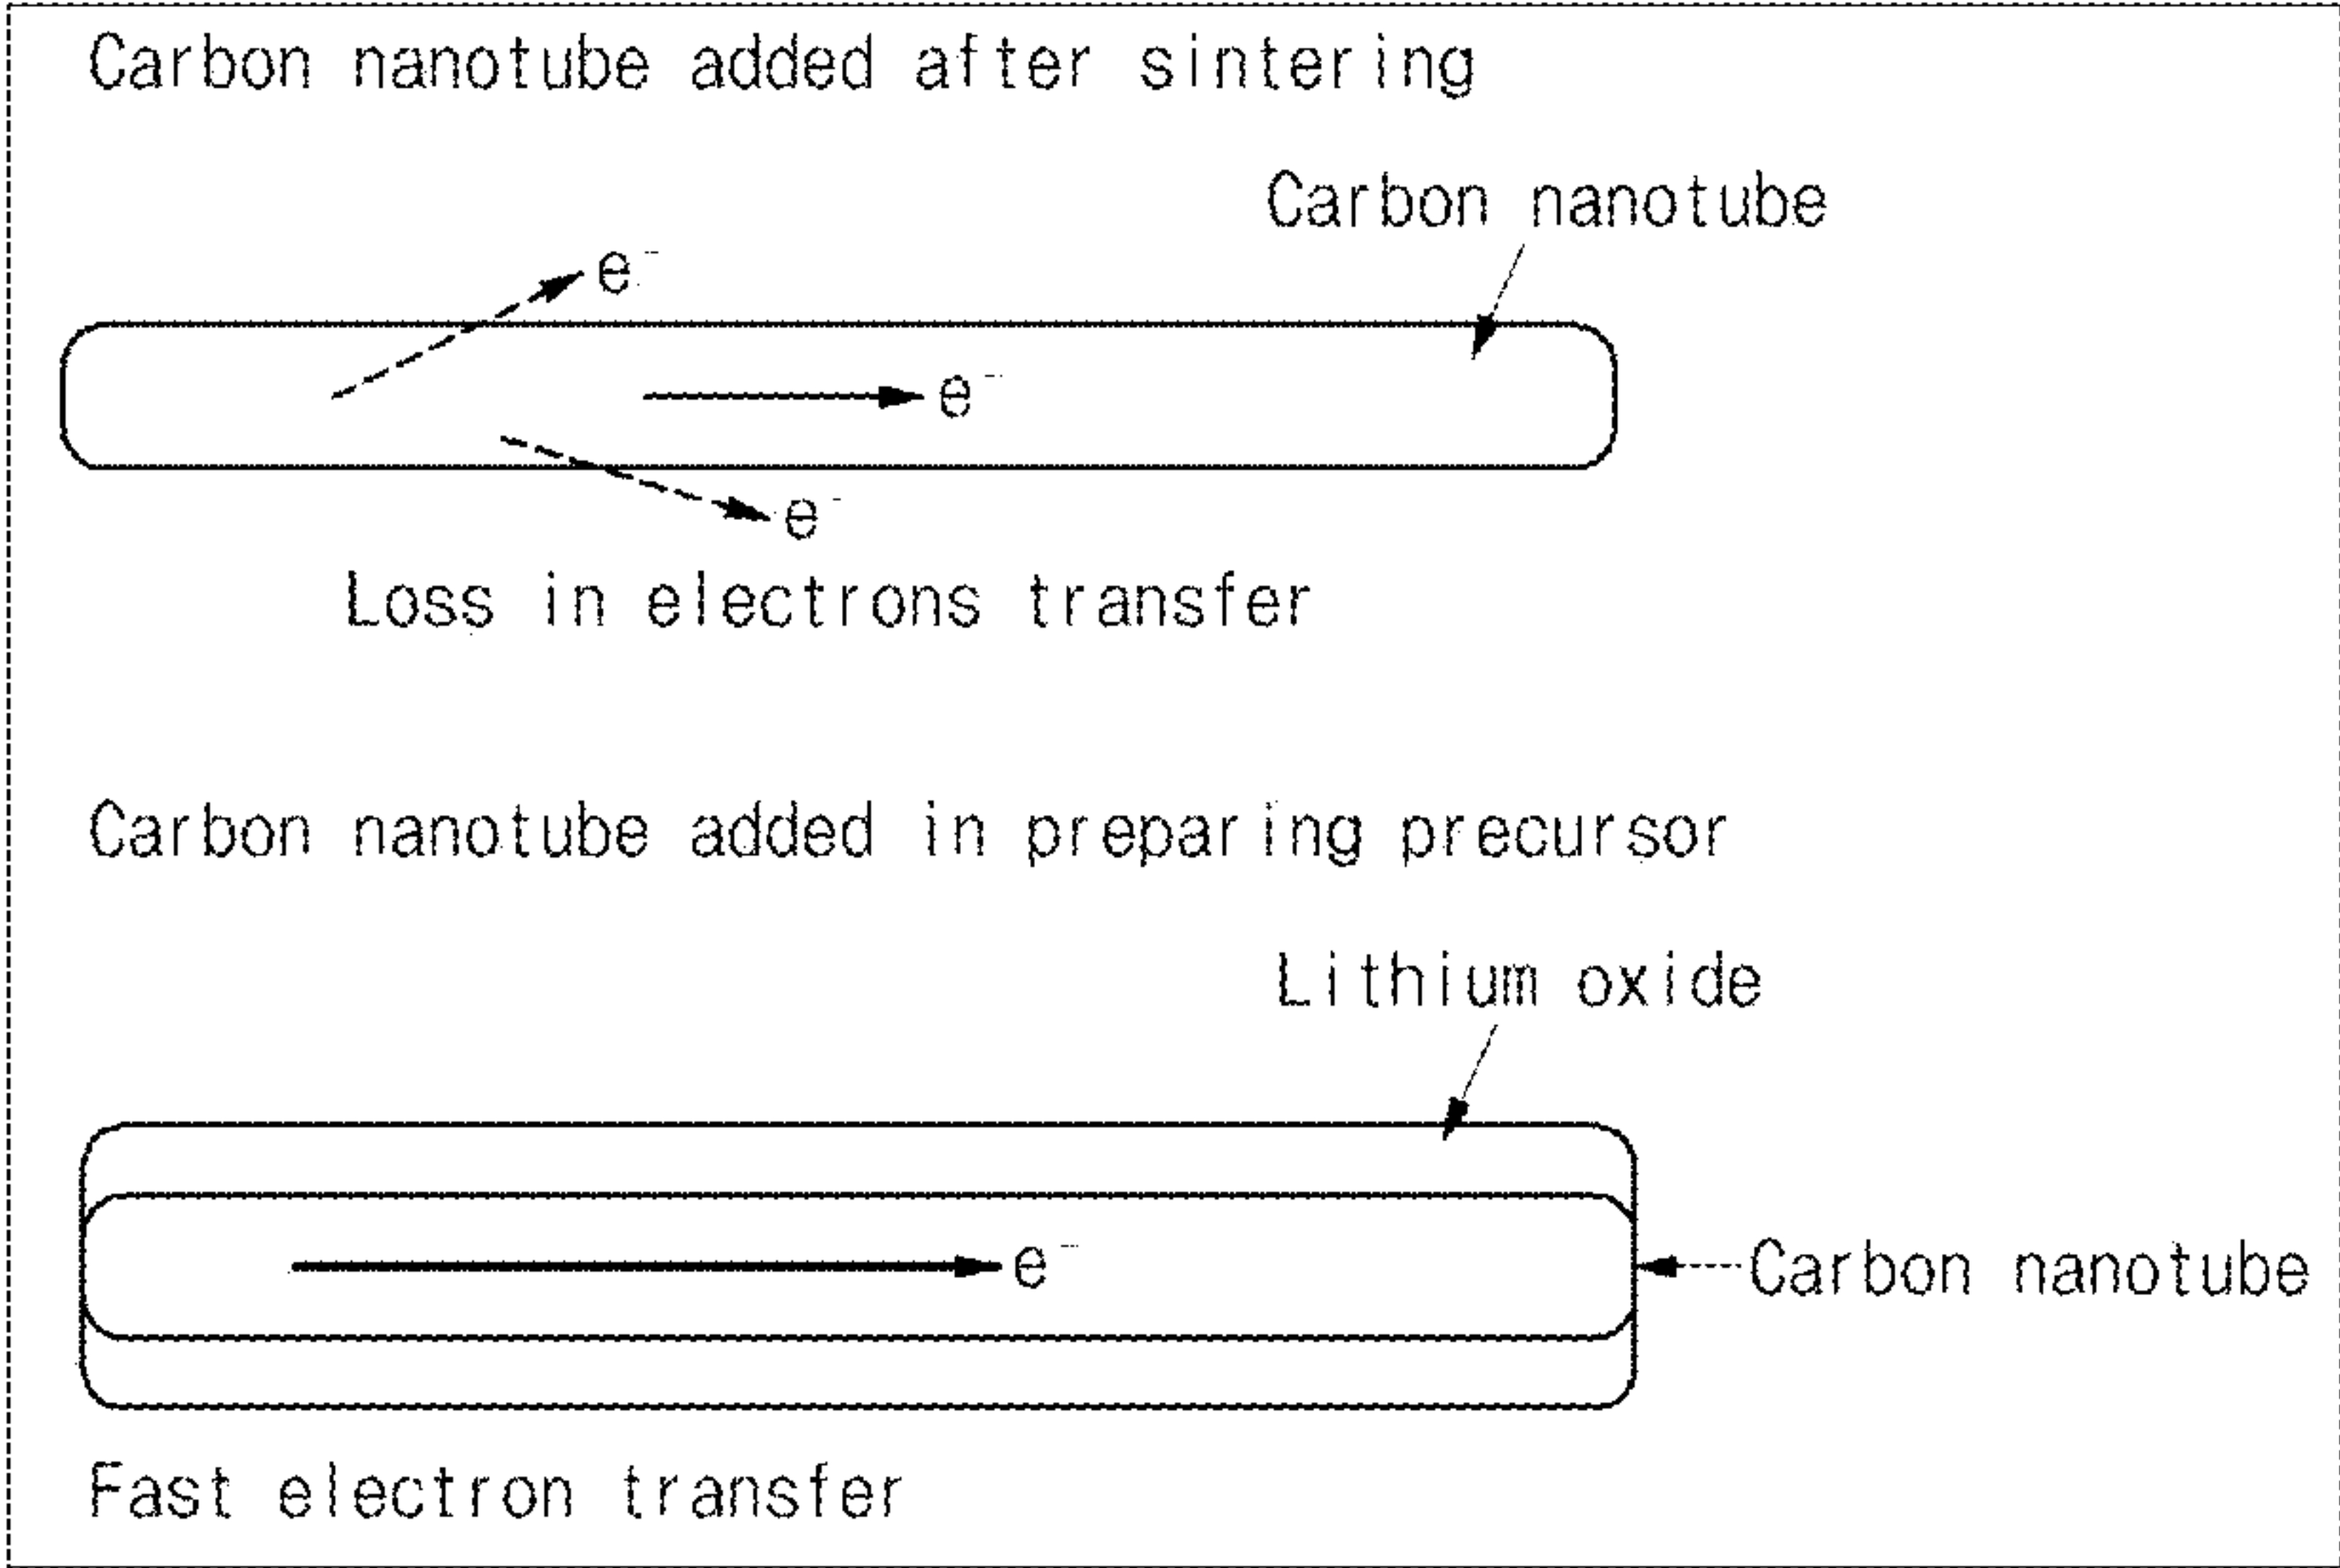 Carbon nanotube added after sintering
Carbon nanotube
e⁻
e⁻
e⁻
Loss in electrons transfer
Carbon nanotube added in preparing precursor
Lithium oxide
e⁻
Carbon nanotube
Fast electron transfer